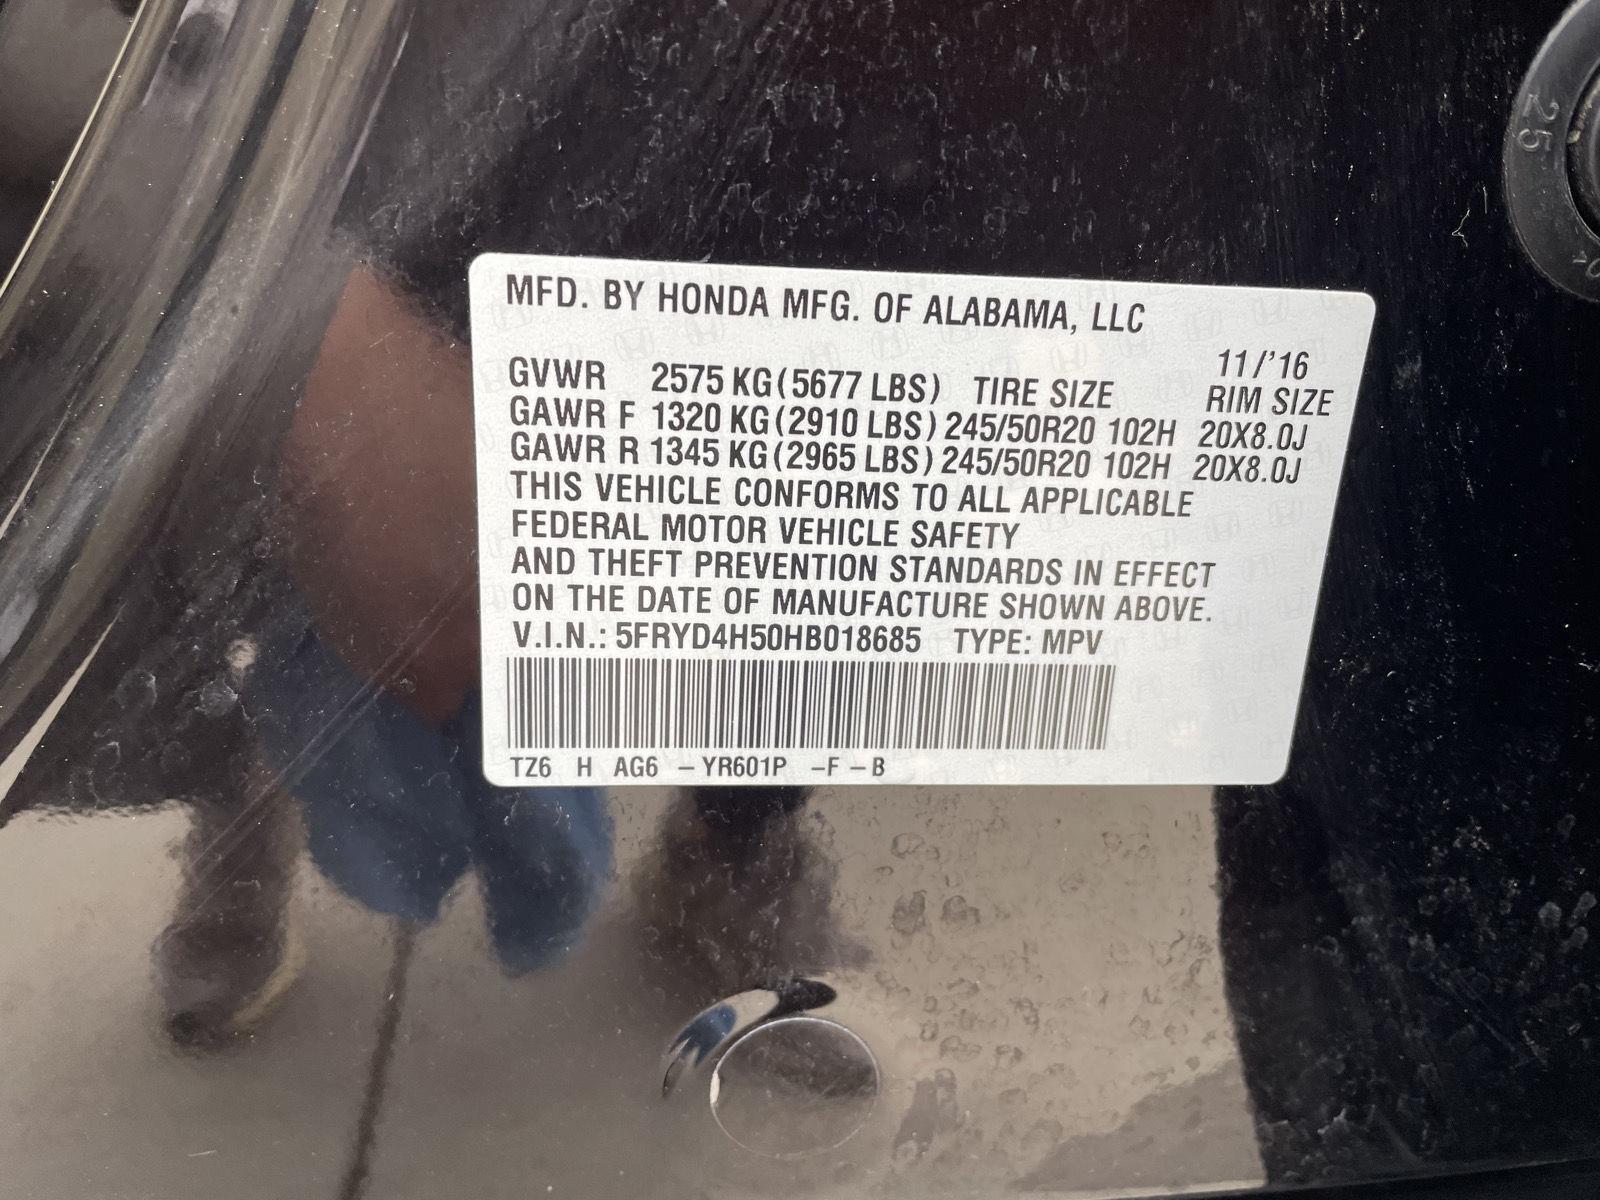 MFD. BY HONDA MFG. OF ALABAMA, LLC
11/'16
GVWR 2575 KG (5677 LBS) TIRE SIZE RIM SIZE
GAWR F 1320 KG (2910 LBS) 245/50R20 102H 20X8.0J
GAWR R 1345 KG (2965 LBS) 245/50R20 102H 20X8.0J
THIS VEHICLE CONFORMS TO ALL APPLICABLE
FEDERAL MOTOR VEHICLE SAFETY
AND THEFT PREVENTION STANDARDS IN EFFECT
ON THE DATE OF MANUFACTURE SHOWN ABOVE.
V.I.N.: 5FRYD4H50HB018685 TYPE: MPV
TZ6 H AG6 – YR601P –F – B
25